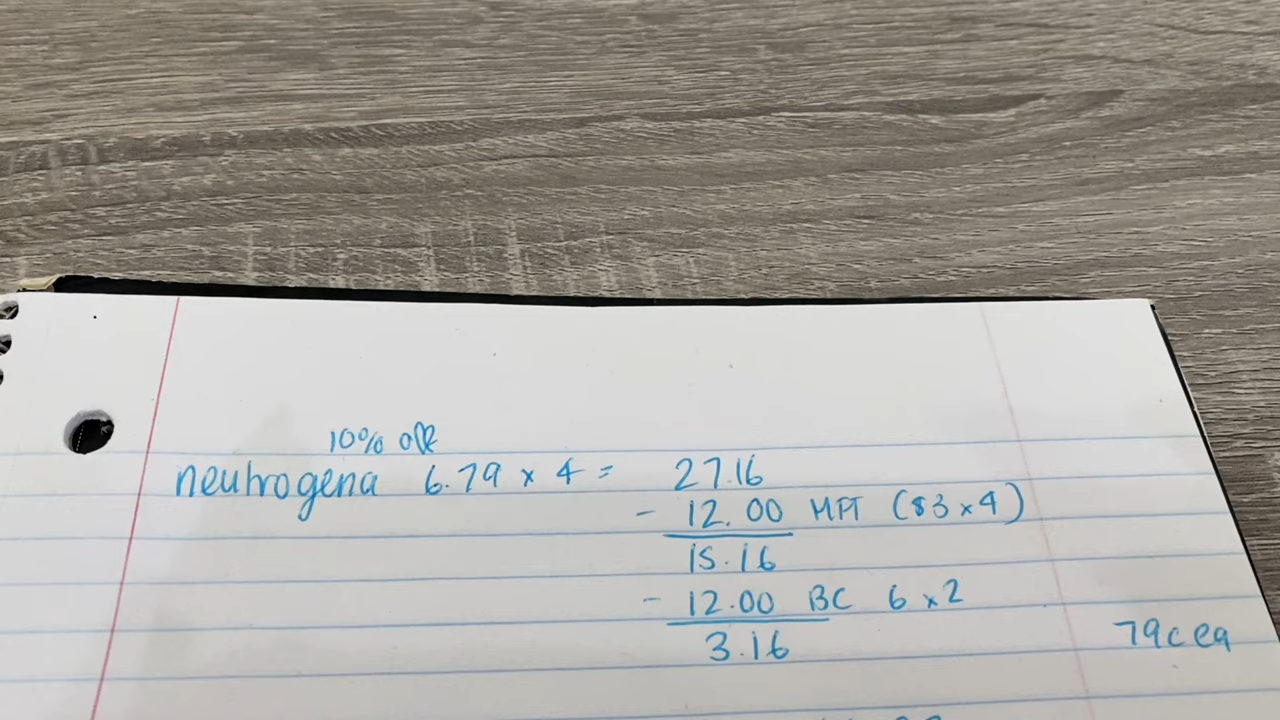 10% off
neutrogena 6.79 x 4 = 27.16
- 12.00 MPT ($3 x 4)
15.16
- 12.00 BC 6 x 2
3.16 79c ea